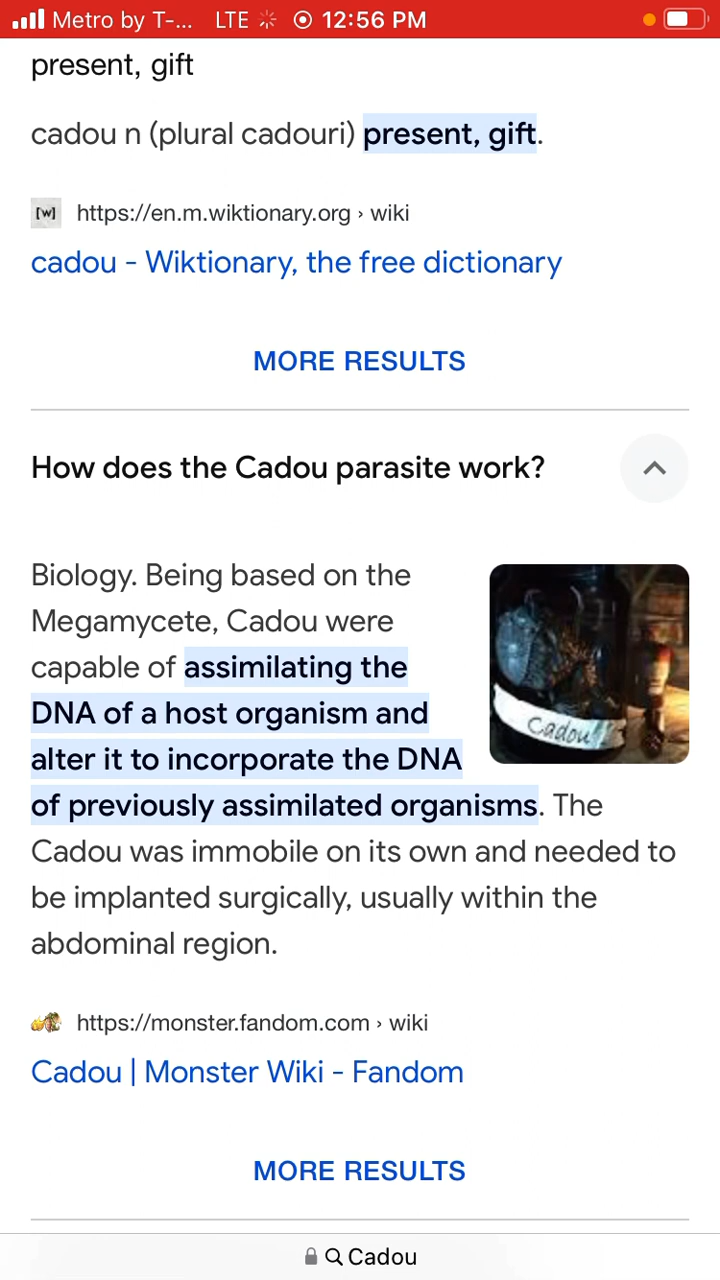 Metro by T-... LTE 12:56 PM
present, gift
cadou n (plural cadouri) present, gift.
[w] https://en.m.wiktionary.org › wiki
cadou - Wiktionary, the free dictionary
MORE RESULTS
How does the Cadou parasite work?
Biology. Being based on the
Megamycete, Cadou were
capable of assimilating the
DNA of a host organism and
alter it to incorporate the DNA
of previously assimilated organisms. The
Cadou was immobile on its own and needed to
be implanted surgically, usually within the
abdominal region.
Cadou
https://monster.fandom.com › wiki
Cadou | Monster Wiki - Fandom
MORE RESULTS
Cadou